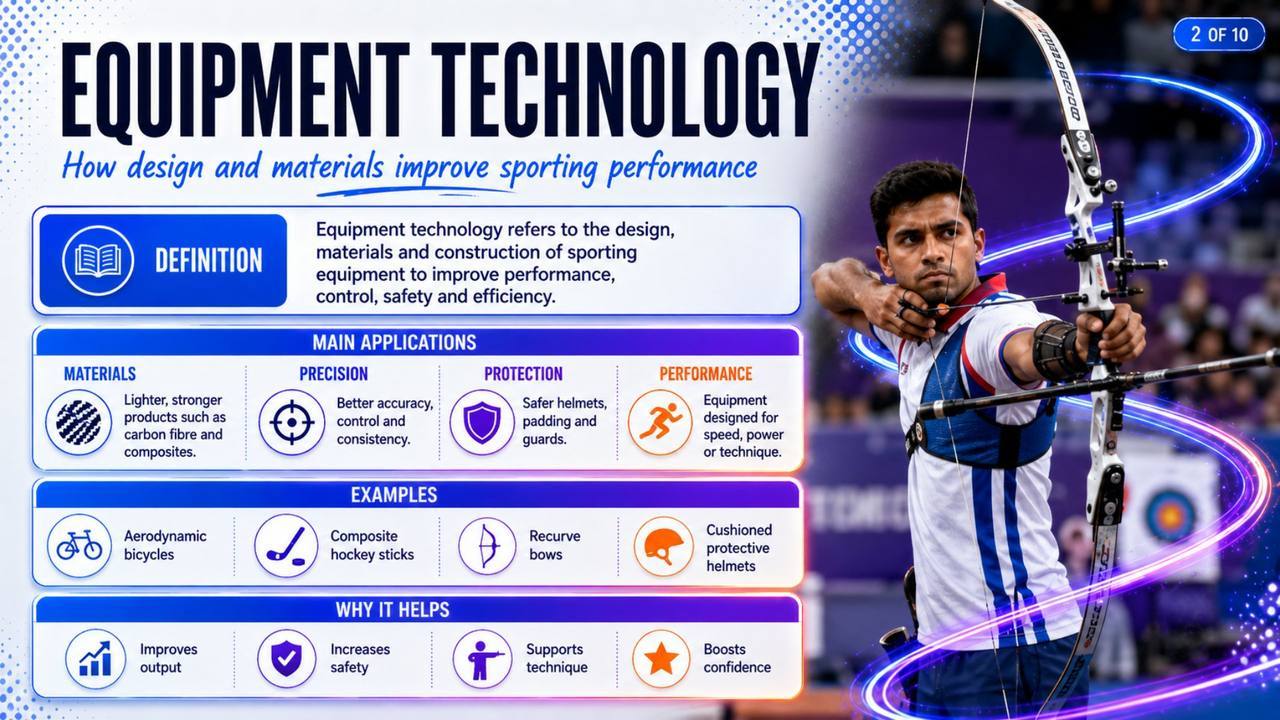 2 OF 10
EQUIPMENT TECHNOLOGY
How design and materials improve sporting performance
DEFINITION
Equipment technology refers to the design,
materials and construction of sporting
equipment to improve performance,
control, safety and efficiency.
MAIN APPLICATIONS
MATERIALS
Lighter, stronger
products such as
carbon fibre and
composites.
PRECISION
Better accuracy,
control and
consistency.
PROTECTION
Safer helmets,
padding and
guards.
PERFORMANCE
Equipment
designed for
speed, power
or technique.
EXAMPLES
Aerodynamic
bicycles
Composite
hockey sticks
Recurve
bows
Cushioned
protective
helmets
WHY IT HELPS
Improves
output
Increases
safety
Supports
technique
Boosts
confidence